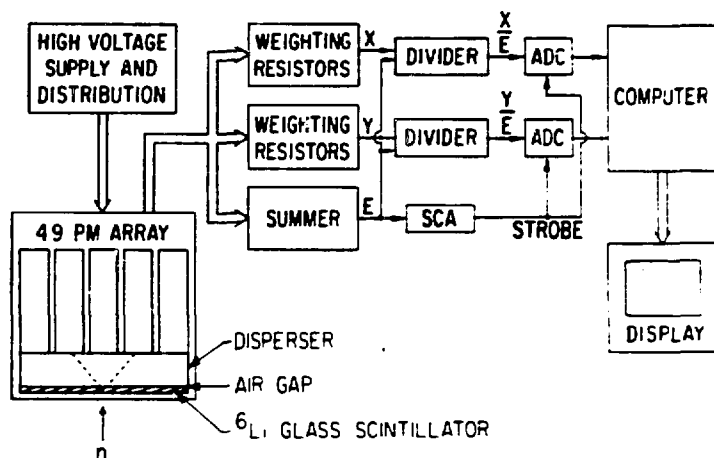 HIGH VOLTAGE
SUPPLY AND
DISTRIBUTION
WEIGHTING
RESISTORS
X
DIVIDER
X
E
ADC
COMPUTER
WEIGHTING
RESISTORS
Y
DIVIDER
Y
E
ADC
SUMMER
E
SCA
STROBE
DISPLAY
49 PM ARRAY
DISPERSER
AIR GAP
6Li GLASS SCINTILLATOR
n